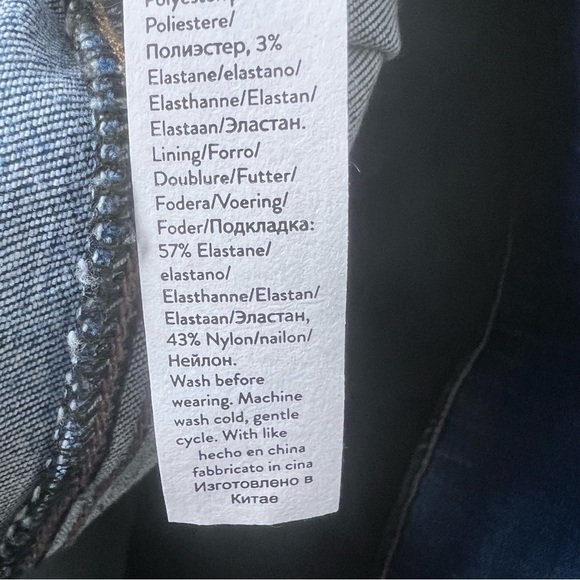 Poliestere/
Полиэстер, 3%
Elastane/elastano/
Elasthanne/Elastan/
Elastaan/Эластан.
Lining/Forro/
Doublure/Futter/
Fodera/Voering/
Foder/Подкладка:
57% Elastane/
elastano/
Elasthanne/Elastan/
Elastaan/Эластан,
43% Nylon/nailon/
Нейлон.
Wash before
wearing. Machine
wash cold, gentle
cycle. With like
hecho en china
fabbricato in cina
Изготовлено в
Китае